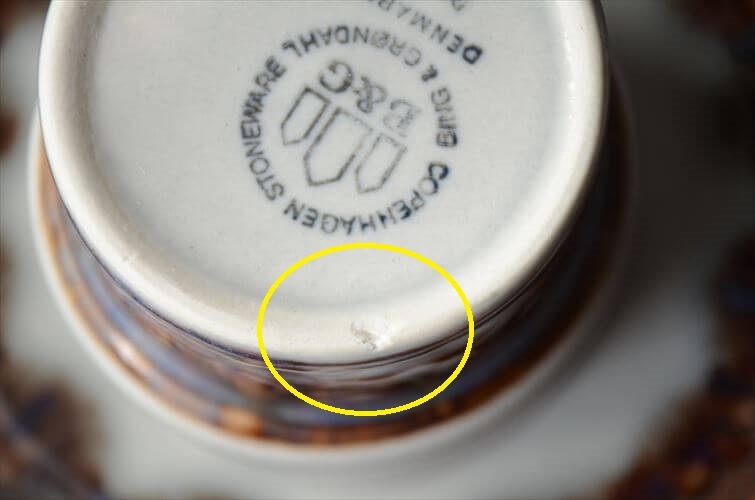 B&G
BING & GRØNDAHL
COPENHAGEN STONEWARE
DENMARK